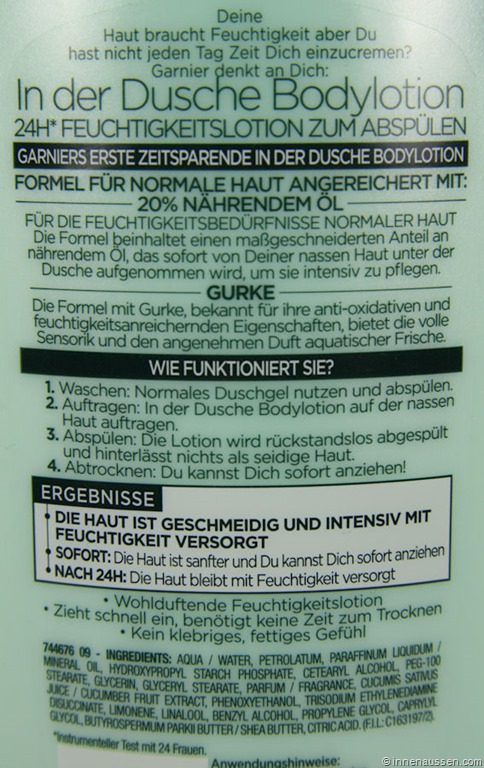 Deine
Haut braucht Feuchtigkeit aber Du
hast nicht jeden Tag Zeit Dich einzucremen?
Garnier denkt an Dich:
In der Dusche Bodylotion
24H* FEUCHTIGKEITSLOTION ZUM ABSPÜLEN
GARNIERS ERSTE ZEITSPARENDE IN DER DUSCHE BODYLOTION
FORMEL FÜR NORMALE HAUT ANGEREICHERT MIT:
20% NÄHRENDEM ÖL
FÜR DIE FEUCHTIGKEITSBEDÜRFNISSE NORMALER HAUT
Die Formel beinhaltet einen maßgeschneiderten Anteil an
nährendem Öl, das sofort von Deiner nassen Haut unter der
Dusche aufgenommen wird, um sie intensiv zu pflegen.
GURKE
Die Formel mit Gurke, bekannt für ihre anti-oxidativen und
feuchtigkeitsanreichernden Eigenschaften, bietet die volle
Sensorik und den angenehmen Duft aquatischer Frische.
WIE FUNKTIONIERT SIE?
1. Waschen: Normales Duschgel nutzen und abspülen.
2. Auftragen: In der Dusche Bodylotion auf der nassen
Haut auftragen.
3. Abspülen: Die Lotion wird rückstandslos abgespült
und hinterlässt nichts als seidige Haut.
4. Abtrocknen: Du kannst Dich sofort anziehen!
ERGEBNISSE
• DIE HAUT IST GESCHMEIDIG UND INTENSIV MIT
FEUCHTIGKEIT VERSORGT
• SOFORT: Die Haut ist sanfter und Du kannst Dich sofort anziehen
• NACH 24H: Die Haut bleibt mit Feuchtigkeit versorgt
• Wohlduftende Feuchtigkeitslotion
• Zieht schnell ein, benötigt keine Zeit zum Trocknen
• Kein klebriges, fettiges Gefühl
744676 09 - INGREDIENTS: AQUA / WATER, PETROLATUM, PARAFFINUM LIQUIDUM /
MINERAL OIL, HYDROXYPROPYL STARCH PHOSPHATE, CETEARYL ALCOHOL, PEG-100
STEARATE, GLYCERIN, GLYCERYL STEARATE, PARFUM / FRAGRANCE, CUCUMIS SATIVUS
JUICE / CUCUMBER FRUIT EXTRACT, PHENOXYETHANOL, TRISODIUM ETHYLENEDIAMINE
DISUCCINATE, LIMONENE, LINALOOL, BENZYL ALCOHOL, PROPYLENE GLYCOL, CAPRYLYL
GLYCOL, BUTYROSPERMUM PARKII BUTTER / SHEA BUTTER, CITRIC ACID. (F.I.L: C163197/2).
*Instrumenteller Test mit 24 Frauen.
Anwendungshinweise:
© innenaussen.com